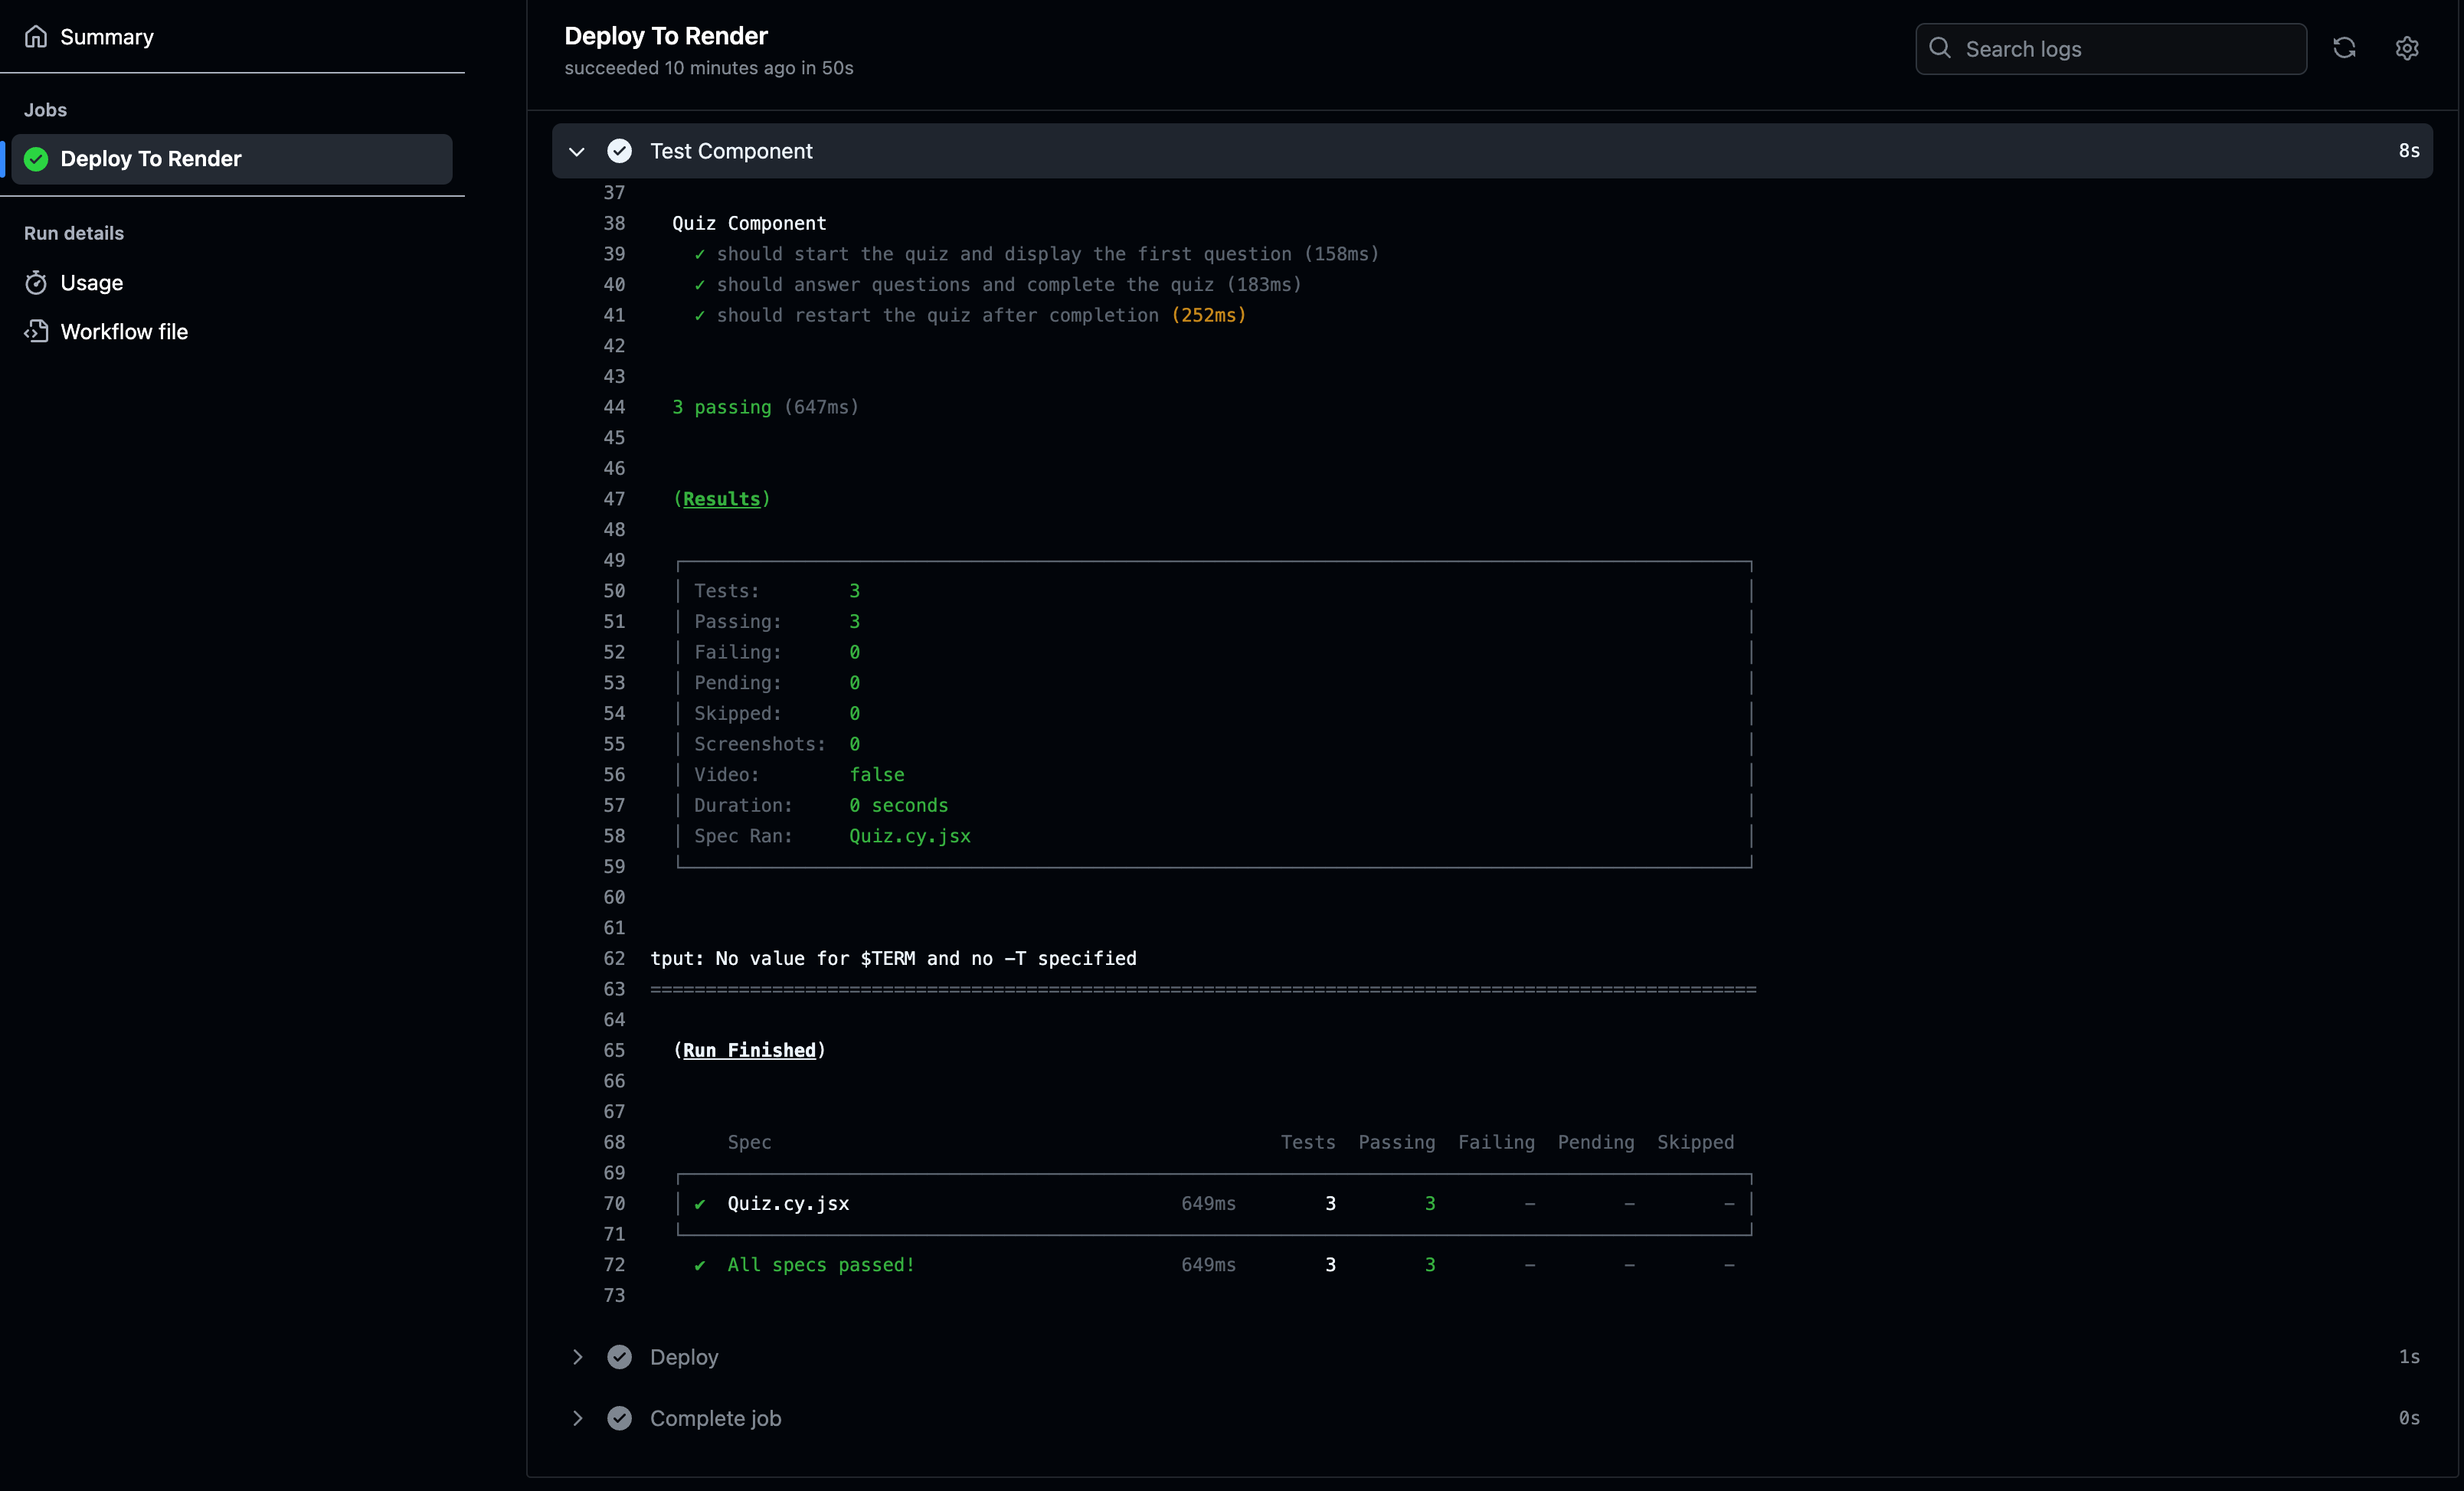 Summary
Jobs
Deploy To Render
Run details
Usage
Workflow file
Deploy To Render
succeeded 10 minutes ago in 50s
Search logs
Test Component 8s
37
38 Quiz Component
39 ✓ should start the quiz and display the first question (158ms)
40 ✓ should answer questions and complete the quiz (183ms)
41 ✓ should restart the quiz after completion (252ms)
42
43
44 3 passing (647ms)
45
46
47 (Results)
48
49
50 Tests: 3
51 Passing: 3
52 Failing: 0
53 Pending: 0
54 Skipped: 0
55 Screenshots: 0
56 Video: false
57 Duration: 0 seconds
58 Spec Ran: Quiz.cy.jsx
59
60
61
62 tput: No value for $TERM and no -T specified
63 ====================================================================================================
64
65 (Run Finished)
66
67
68 Spec Tests Passing Failing Pending Skipped
69
70 ✔ Quiz.cy.jsx 649ms 3 3 - - -
71
72 ✔ All specs passed! 649ms 3 3 - - -
73
Deploy 1s
Complete job 0s